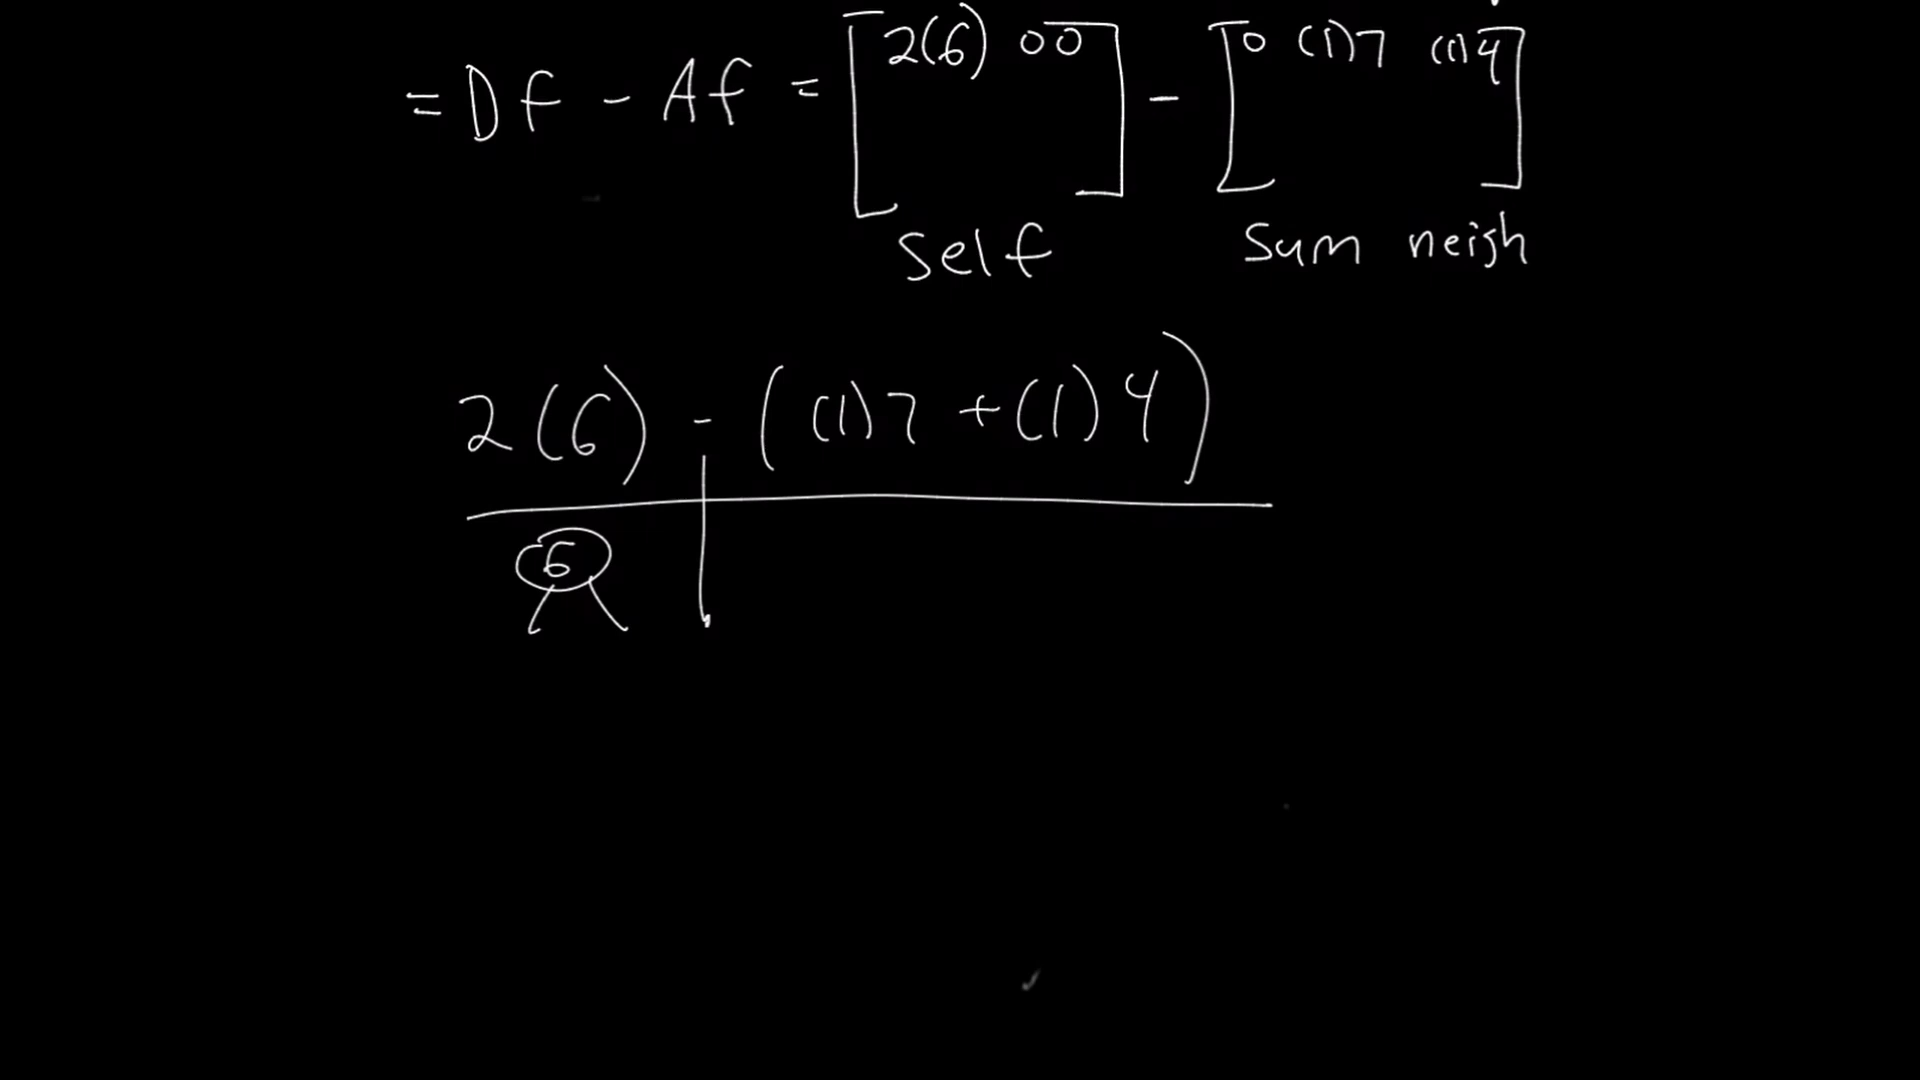 = Df - Af = [2(6) 0 0] - [0 (1)7 (1)4]
Self Sum neigh
2(6) - ((1)7 + (1)4)
6